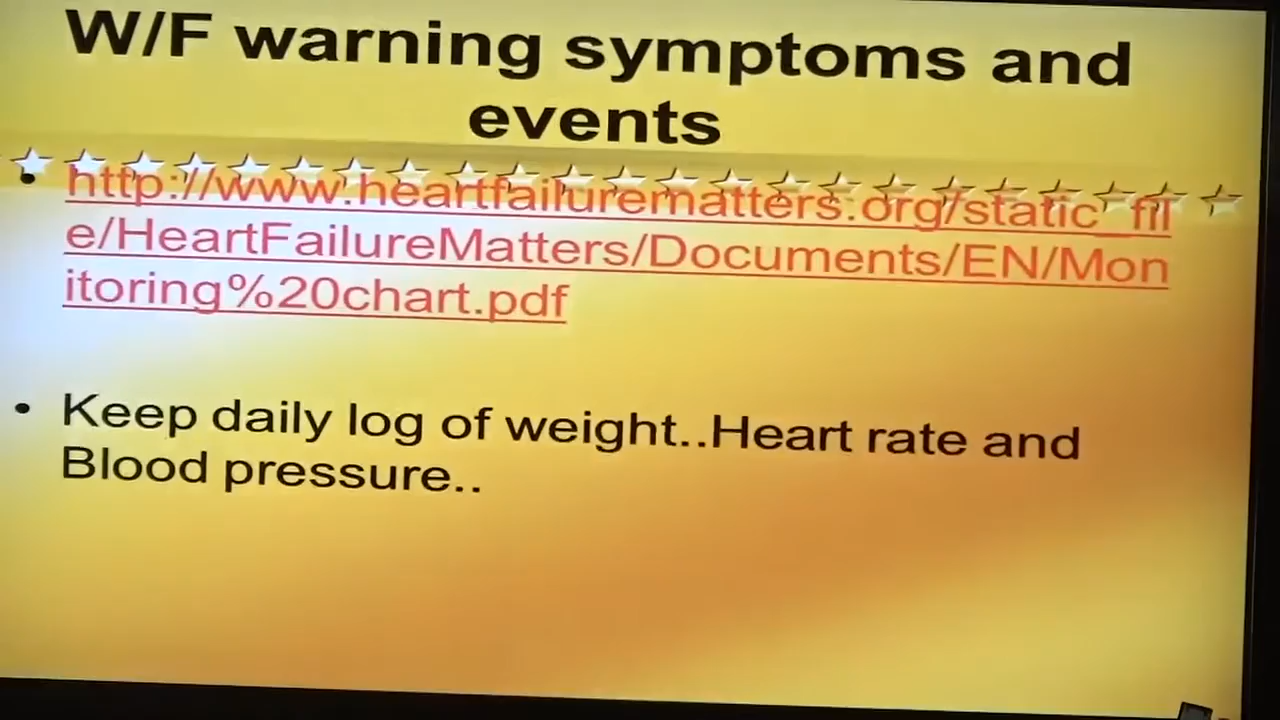 W/F warning symptoms and
events
• http://www.heartfailurematters.org/static_fil
e/HeartFailureMatters/Documents/EN/Mon
itoring%20chart.pdf
• Keep daily log of weight..Heart rate and
Blood pressure..